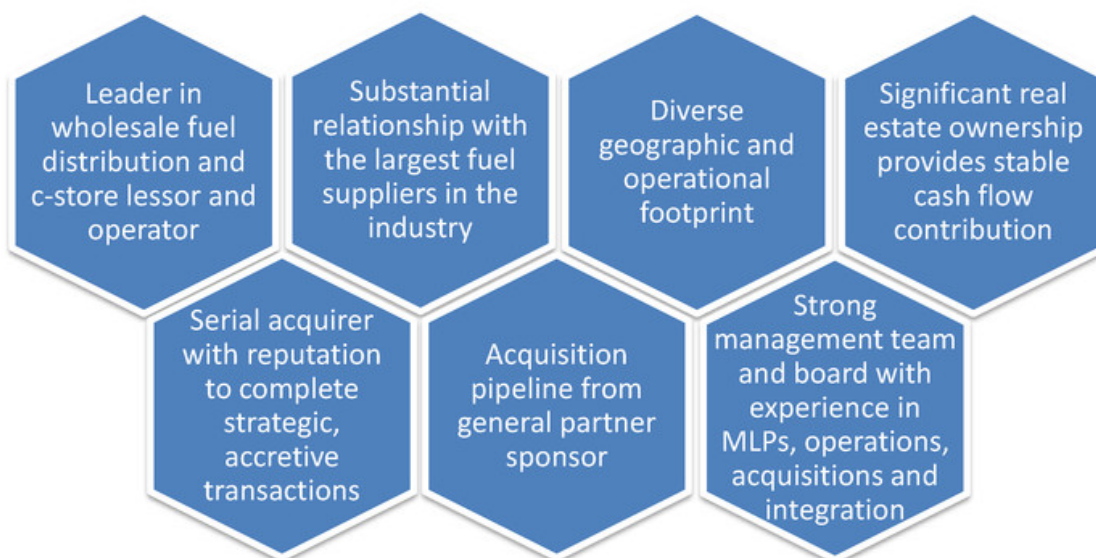 Leader in
wholesale fuel
distribution and
c-store lessor and
operator
Substantial
relationship with
the largest fuel
suppliers in the
industry
Diverse
geographic and
operational
footprint
Significant real
estate ownership
provides stable
cash flow
contribution
Serial acquirer
with reputation
to complete
strategic,
accretive
transactions
Acquisition
pipeline from
general partner
sponsor
Strong
management team
and board with
experience in
MLPs, operations,
acquisitions and
integration